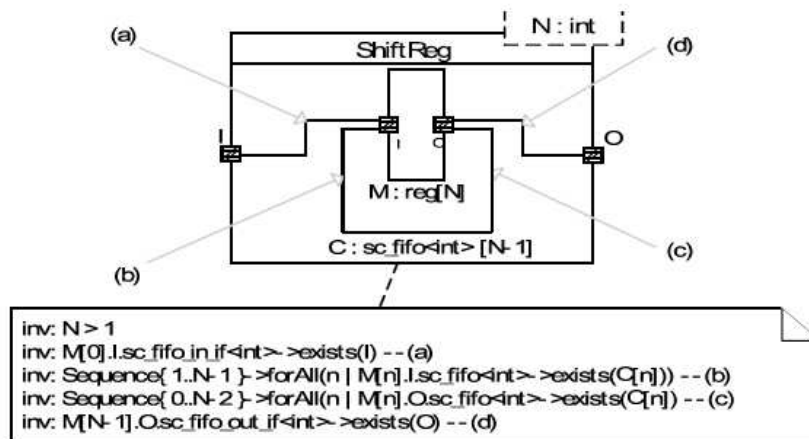 (a)
N : int
(d)
ShiftReg
I
O
I
O
M : reg[N]
C : sc_fifo<int> [N-1]
(b)
(c)
inv: N > 1
inv: M[0].I.sc_fifo_in_if<int>->exists(I) --(a)
inv: Sequence{ 1..N-1 }->forAll(n | M[n].I.sc_fifo<int>->exists(C[n])) --(b)
inv: Sequence{ 0..N-2 }->forAll(n | M[n].O.sc_fifo<int>->exists(C[n]) --(c)
inv: M[N-1].O.sc_fifo_out_if<int>->exists(O) --(d)